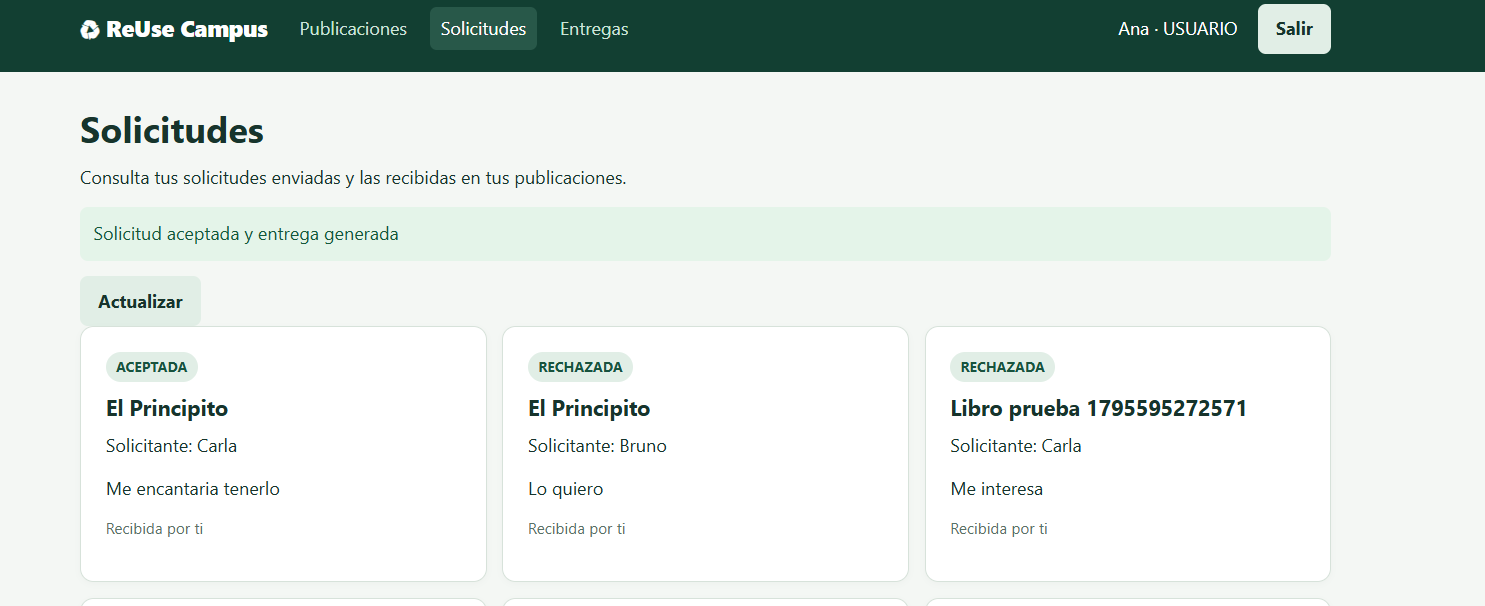 ReUse Campus Publicaciones Solicitudes Entregas Ana · USUARIO Salir
Solicitudes
Consulta tus solicitudes enviadas y las recibidas en tus publicaciones.
Solicitud aceptada y entrega generada
Actualizar
ACEPTADA
El Principito
Solicitante: Carla
Me encantaria tenerlo
Recibida por ti
RECHAZADA
El Principito
Solicitante: Bruno
Lo quiero
Recibida por ti
RECHAZADA
Libro prueba 1795595272571
Solicitante: Carla
Me interesa
Recibida por ti